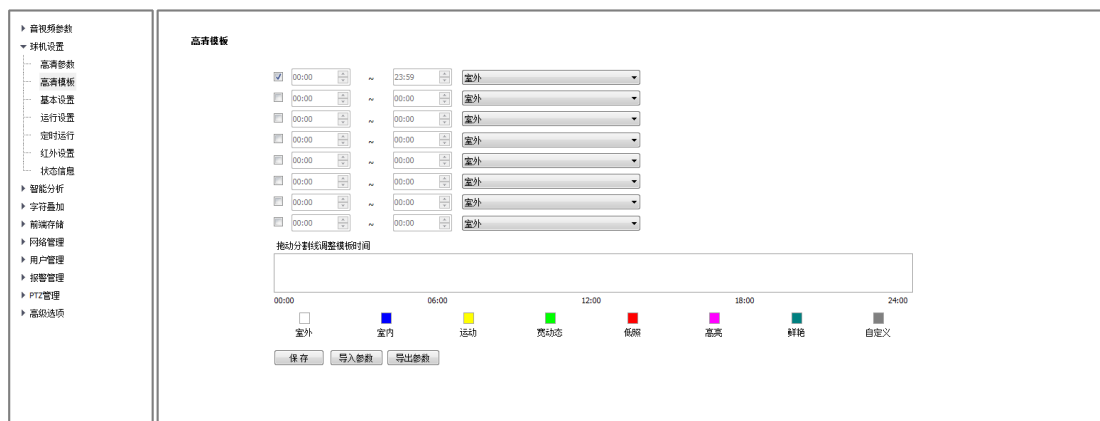 音视频参数
球机设置
高清参数
高清模板
基本设置
运行设置
定时运行
红外设置
状态信息
智能分析
字符叠加
前端存储
网络管理
用户管理
报警管理
PTZ管理
高级选项
高清模板
00:00 ~ 23:59 室外
00:00 ~ 00:00 室外
00:00 ~ 00:00 室外
00:00 ~ 00:00 室外
00:00 ~ 00:00 室外
00:00 ~ 00:00 室外
00:00 ~ 00:00 室外
00:00 ~ 00:00 室外
拖动分割线调整模板时间
00:00 06:00 12:00 18:00 24:00
室外 室内 运动 宽动态 低照 高亮 鲜艳 自定义
保存 导入参数 导出参数